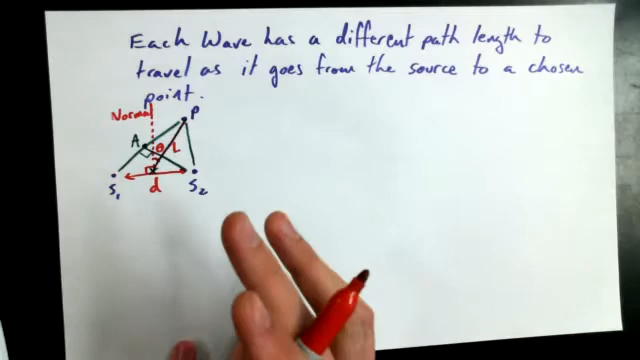 Each Wave has a different path length to
travel as it goes from the source to a chosen
point.
Normal
P
A
θ
L
S₁
d
S₂